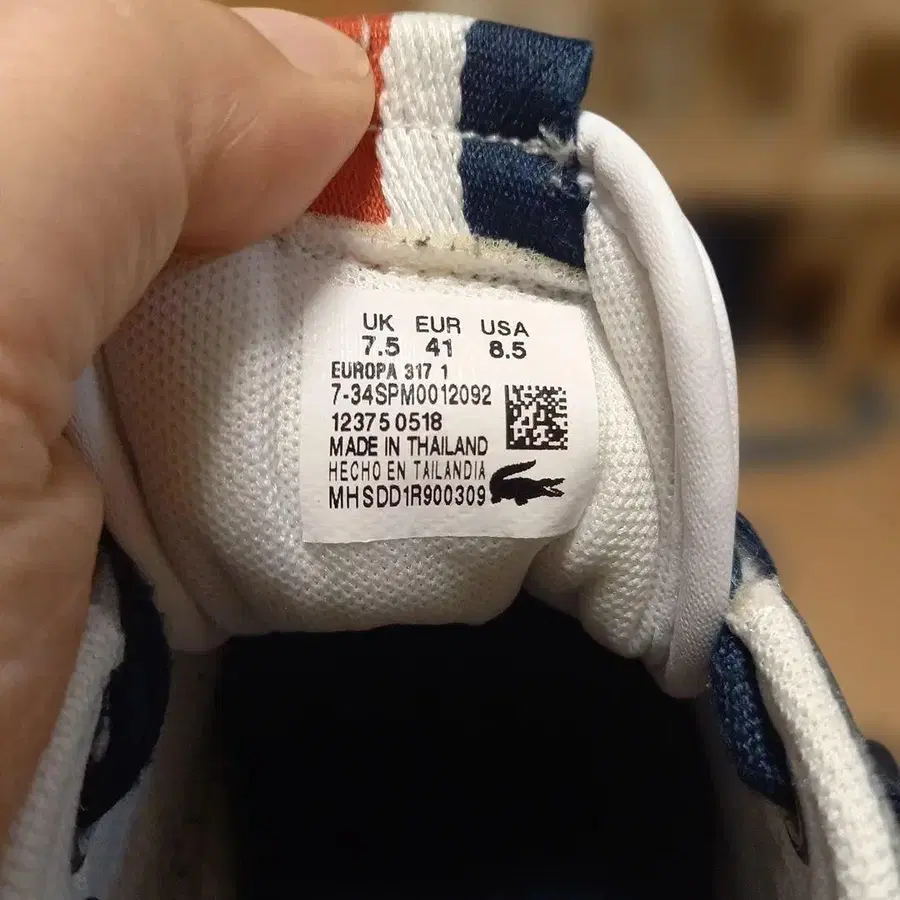 UK EUR USA
7.5 41 8.5
EUROPA 317 1
7-34SPM0012092
12375 0518
MADE IN THAILAND
HECHO EN TAILANDIA
MHSDD1R900309